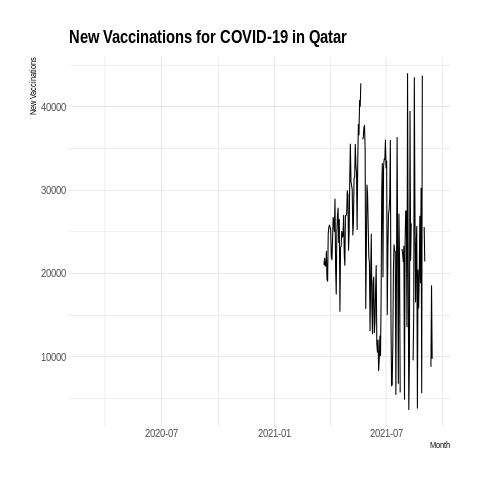 New Vaccinations for COVID-19 in Qatar
New Vaccinations
40000
30000
20000
10000
2020-07
2021-01
2021-07
Month